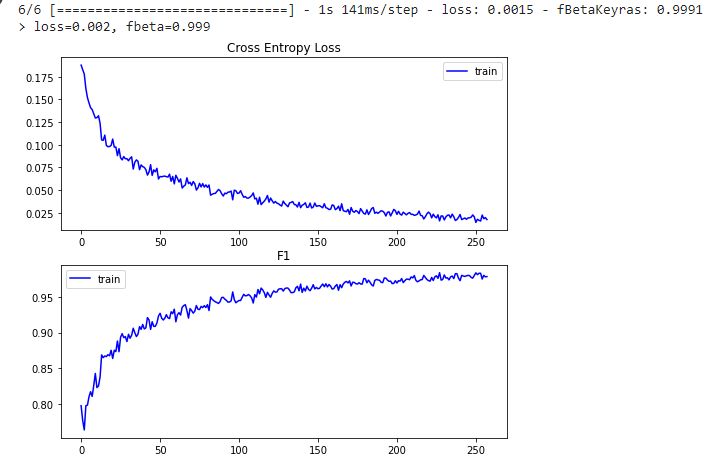 6/6 [==============================] - 1s 141ms/step - loss: 0.0015 - fBetaKeyras: 0.9991
> loss=0.002, fbeta=0.999
Cross Entropy Loss
train
0.175
0.150
0.125
0.100
0.075
0.050
0.025
0 50 100 150 200 250
F1
train
0.95
0.90
0.85
0.80
0 50 100 150 200 250